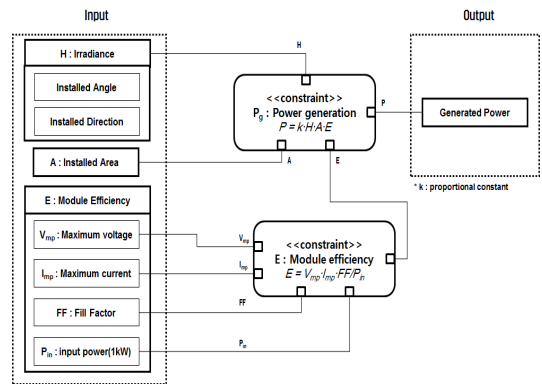 Input
Output
H : Irradiance
Installed Angle
Installed Direction
A : Installed Area
E : Module Efficiency
Vmp : Maximum voltage
Imp : Maximum current
FF : Fill Factor
Pin : input power(1kW)
H
<<constraint>>
Pg : Power generation
P = k·H·A·E
P
A
E
Generated Power
* k : proportional constant
Vmp
Imp
FF
Pin
<<constraint>>
E : Module efficiency
E = Vmp·Imp·FF/Pin